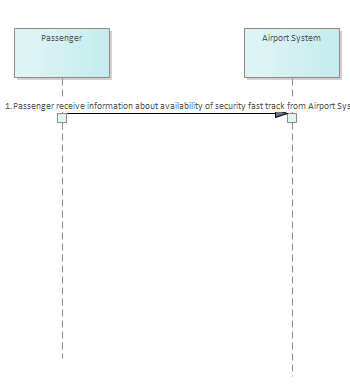 Passenger
Airport System
1.Passenger receive information about availability of security fast track from Airport Sys